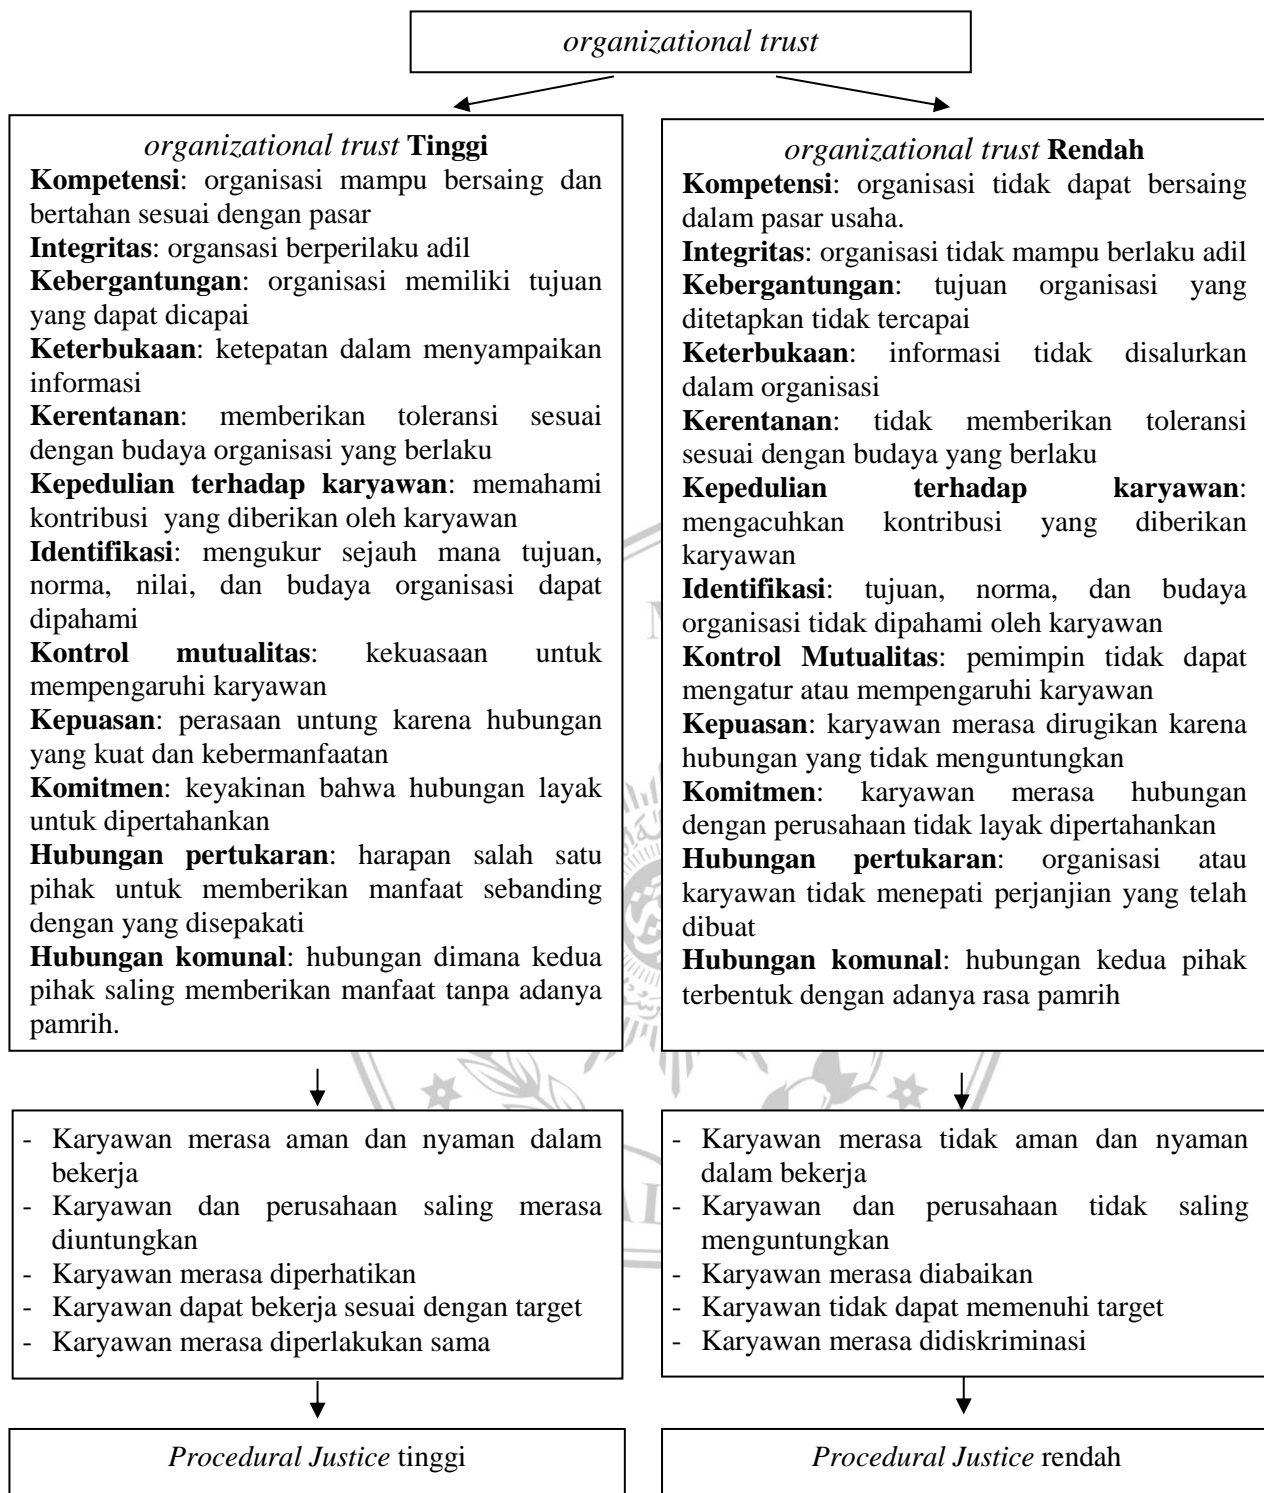 organizational trust
organizational trust Tinggi
Kompetensi: organisasi mampu bersaing dan
bertahan sesuai dengan pasar
Integritas: organsasi berperilaku adil
Kebergantungan: organisasi memiliki tujuan
yang dapat dicapai
Keterbukaan: ketepatan dalam menyampaikan
informasi
Kerentanan: memberikan toleransi sesuai
dengan budaya organisasi yang berlaku
Kepedulian terhadap karyawan: memahami
kontribusi yang diberikan oleh karyawan
Identifikasi: mengukur sejauh mana tujuan,
norma, nilai, dan budaya organisasi dapat
dipahami
Kontrol mutualitas: kekuasaan untuk
mempengaruhi karyawan
Kepuasan: perasaan untung karena hubungan
yang kuat dan kebermanfaatan
Komitmen: keyakinan bahwa hubungan layak
untuk dipertahankan
Hubungan pertukaran: harapan salah satu
pihak untuk memberikan manfaat sebanding
dengan yang disepakati
Hubungan komunal: hubungan dimana kedua
pihak saling memberikan manfaat tanpa adanya
pamrih.
organizational trust Rendah
Kompetensi: organisasi tidak dapat bersaing
dalam pasar usaha.
Integritas: organisasi tidak mampu berlaku adil
Kebergantungan: tujuan organisasi yang
ditetapkan tidak tercapai
Keterbukaan: informasi tidak disalurkan
dalam organisasi
Kerentanan: tidak memberikan toleransi
sesuai dengan budaya yang berlaku
Kepedulian terhadap karyawan:
mengacuhkan kontribusi yang diberikan
karyawan
Identifikasi: tujuan, norma, dan budaya
organisasi tidak dipahami oleh karyawan
Kontrol Mutualitas: pemimpin tidak dapat
mengatur atau mempengaruhi karyawan
Kepuasan: karyawan merasa dirugikan karena
hubungan yang tidak menguntungkan
Komitmen: karyawan merasa hubungan
dengan perusahaan tidak layak dipertahankan
Hubungan pertukaran: organisasi atau
karyawan tidak menepati perjanjian yang telah
dibuat
Hubungan komunal: hubungan kedua pihak
terbentuk dengan adanya rasa pamrih
- Karyawan merasa aman dan nyaman dalam
bekerja
- Karyawan dan perusahaan saling merasa
diuntungkan
- Karyawan merasa diperhatikan
- Karyawan dapat bekerja sesuai dengan target
- Karyawan merasa diperlakukan sama
- Karyawan merasa tidak aman dan nyaman
dalam bekerja
- Karyawan dan perusahaan tidak saling
menguntungkan
- Karyawan merasa diabaikan
- Karyawan tidak dapat memenuhi target
- Karyawan merasa didiskriminasi
Procedural Justice tinggi
Procedural Justice rendah